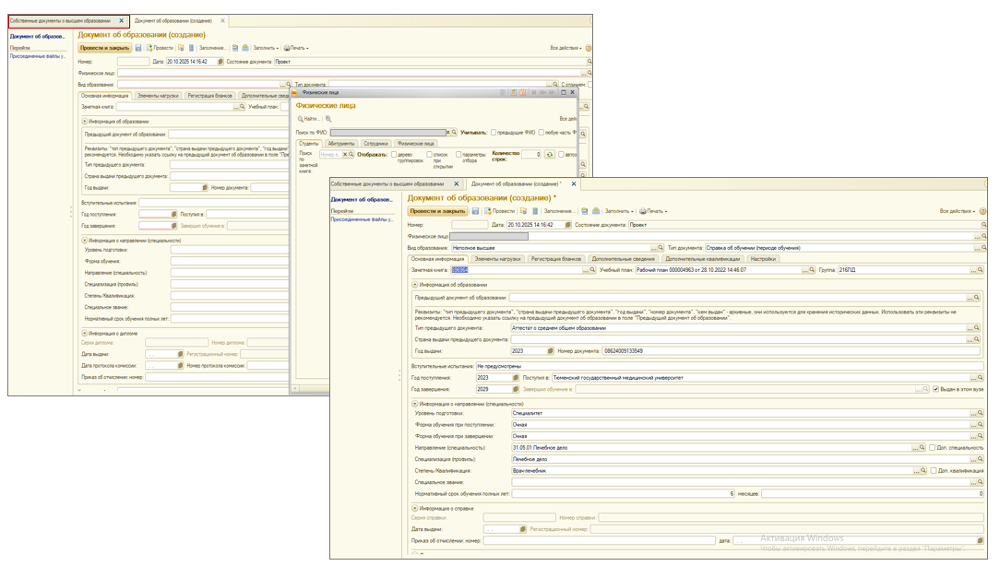 Собственные документы о высшем образовании
Документ об образовании (создание)
Документ об образов...
Перейти
Присоединенные файлы у...
Документ об образовании (создание)
Провести и закрыть
Провести
Заполнение...
Заполнить
Печать
Все действия
Номер:
Дата: 20.10.2025 14:16:42
Состояние документа: Проект
Физическое лицо:
Вид образования:
Тип документа:
С отличием:
Основная информация
Элементы нагрузки
Регистрация бланков
Дополнительные свед
Зачетная книга:
Учебный план:
Информация об образовании
Предыдущий документ об образовании:
Реквизиты: "тип предыдущего документа", "страна выдачи предыдущего документа", "год выдачи"
рекомендуется. Необходимо указать ссылку на предыдущий документ об образовании в поле "Пре
Тип предыдущего документа:
Страна выдачи предыдущего документа:
Год выдачи:
Номер документа:
Вступительные испытания:
Год поступления:
Поступил в:
Год завершения:
Завершил обучение в:
Информация о направлении (специальности)
Уровень подготовки:
Форма обучения:
Направление (специальность):
Специализация (профиль):
Степень/Квалификация:
Специальное звание:
Нормативный срок обучения полных лет:
Информация о дипломе
Серия диплома:
Номер диплома:
Дата выдачи:
Регистрационный номер:
Дата протокола комиссии:
Номер протокола комиссии:
Приказ об отчислении: номер:
Физические лица
Физические лица
Найти...
Все дей
Поиск по ФИО:
Учитывать:
предыдущие ФИО
любую часть Ф
Студенты
Абитуриенты
Сотрудники
Физические лица
Поиск по зачетной книге:
Номер з
Отображать:
дерево группировок
список при открытии
параметры отбора
Количество строк:
0
автоо
Собственные документы о высшем образовании
Документ об образовании (создание) *
Документ об образов...
Перейти
Присоединенные файлы у...
Документ об образовании (создание) *
Провести и закрыть
Провести
Заполнение...
Заполнить
Печать
Все действия
Номер:
Дата: 20.10.2025 14:16:42
Состояние документа: Проект
Физическое лицо
Вид образования: Неполное высшее
Тип документа: Справка об обучении (периоде обучения)
Основная информация
Элементы нагрузки
Регистрация бланков
Дополнительные сведения
Дополнительные квалификации
Настройки
Зачетная книга:
Учебный план: Рабочий план 000004963 от 28.10.2022 14:46:07
Группа: 216ПД
Информация об образовании
Предыдущий документ об образовании:
Реквизиты: "тип предыдущего документа", "страна выдачи предыдущего документа", "год выдачи", "номер документа", "кем выдан" - архивные, они используются для хранения исторических данных. Использовать эти реквизиты не
рекомендуется. Необходимо указать ссылку на предыдущий документ об образовании в поле "Предыдущий документ об образовании".
Тип предыдущего документа: Аттестат о среднем общем образовании
Страна выдачи предыдущего документа:
Год выдачи: 2023
Номер документа: 08624009133549
Вступительные испытания: Не предусмотрены
Год поступления: 2023
Поступил в: Тюменский государственный медицинский университет
Год завершения: 2029
Завершил обучение в:
Выдан в этом вузе
Информация о направлении (специальности)
Уровень подготовки: Специалитет
Форма обучения при поступлении: Очная
Форма обучения при завершении: Очная
Направление (специальность): 31.05.01 Лечебное дело
Доп. специальность
Специализация (профиль): Лечебное дело
Степень/Квалификация: Врач-лечебник
Доп. квалификация
Специальное звание:
Нормативный срок обучения полных лет: 6
месяцев: 0
Информация о справке
Серия справки:
Номер справки:
Дата выдачи:
Регистрационный номер:
Приказ об отчислении: номер:
дата:
Активация Windows
Чтобы активировать Windows, перейдите в раздел "Параметры".